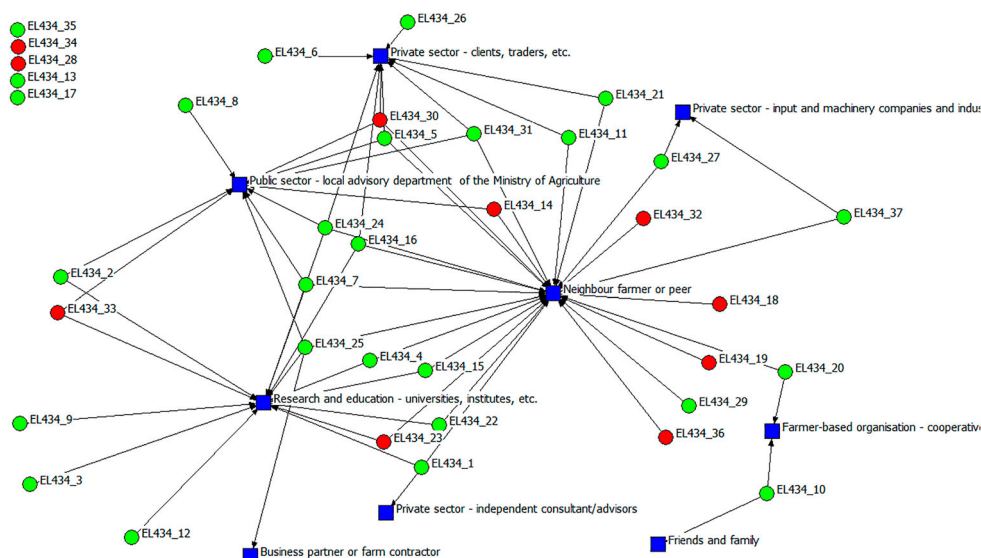 EL434_26
EL434_35
EL434_34
EL434_28
EL434_13
EL434_17
EL434_6
Private sector - clients, traders, etc.
EL434_8
EL434_21
Private sector - input and machinery companies and indus
EL434_30
EL434_5
EL434_31
EL434_11
EL434_27
Public sector - local advisory department of the Ministry of Agriculture
EL434_14
EL434_32
EL434_37
EL434_24
EL434_16
EL434_2
EL434_7
Neighbour farmer or peer
EL434_33
EL434_18
EL434_25
EL434_4
EL434_15
EL434_19
EL434_20
Research and education - universities, institutes, etc.
EL434_29
EL434_9
EL434_22
EL434_23
EL434_36
Farmer-based organisation - cooperative
EL434_1
EL434_3
EL434_10
Private sector - independent consultant/advisors
EL434_12
Friends and family
Business partner or farm contractor